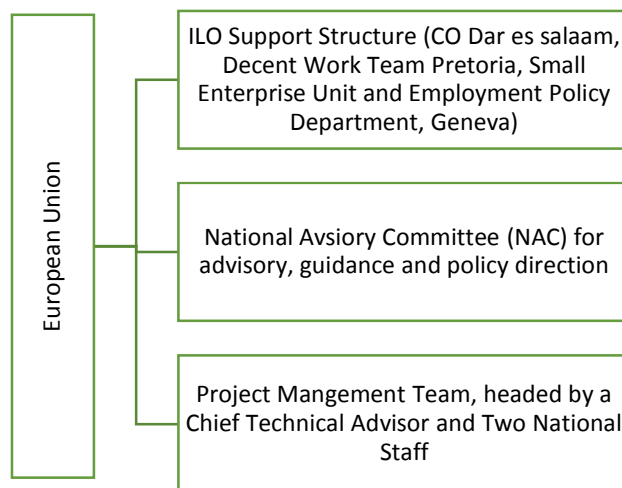 European Union
ILO Support Structure (CO Dar es salaam,
Decent Work Team Pretoria, Small
Enterprise Unit and Employment Policy
Department, Geneva)
National Avsiory Committee (NAC) for
advisory, guidance and policy direction
Project Mangement Team, headed by a
Chief Technical Advisor and Two National
Staff